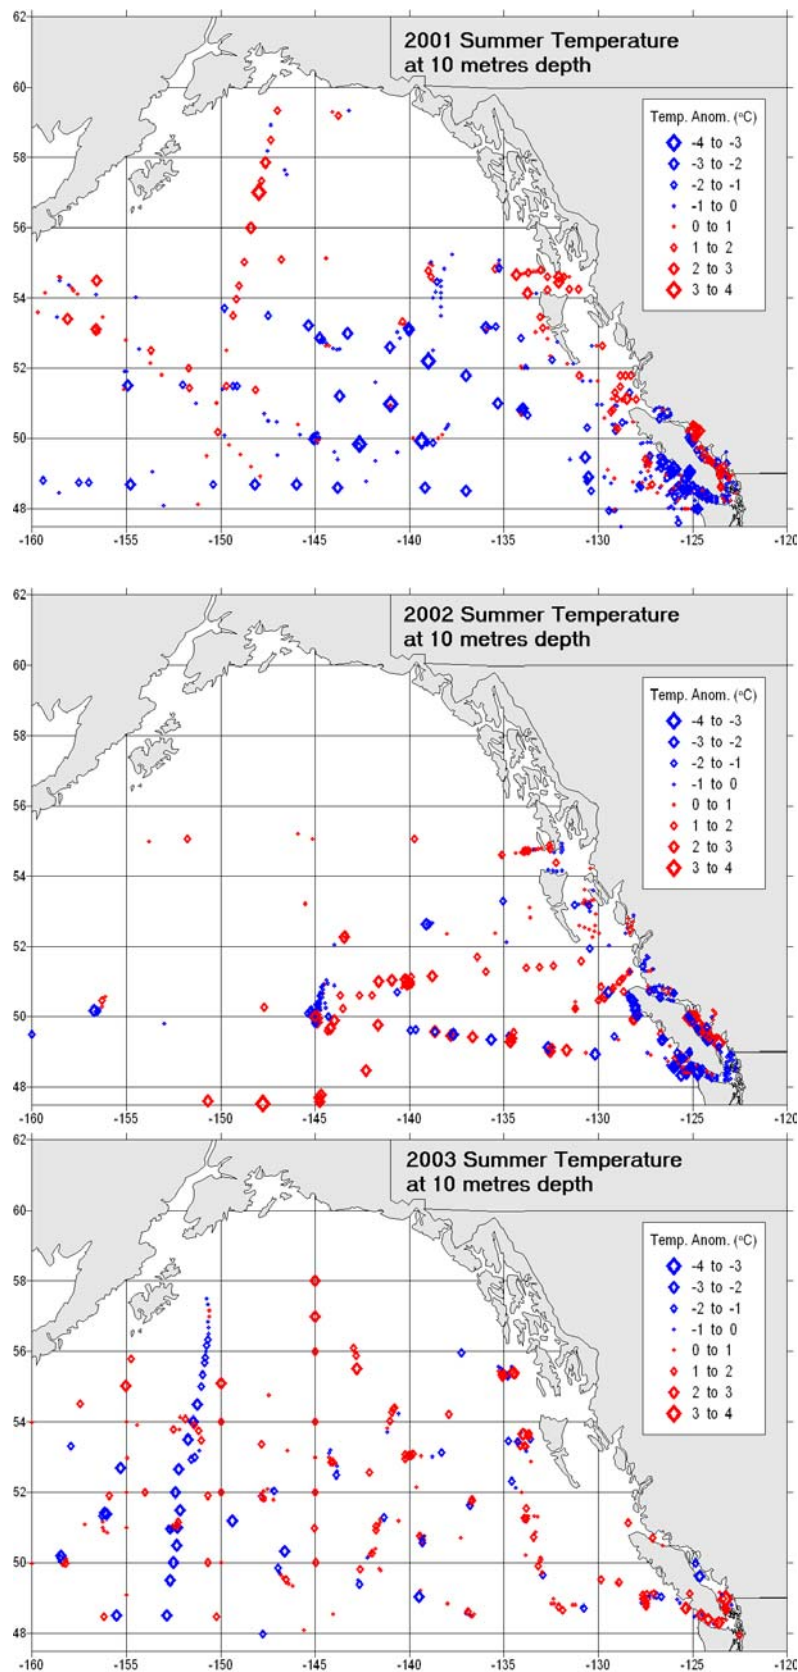 2001 Summer Temperature
at 10 metres depth
Temp. Anom. (°C)
-4 to -3
-3 to -2
-2 to -1
-1 to 0
0 to 1
1 to 2
2 to 3
3 to 4
62
60
58
56
54
52
50
48
-160 -155 -150 -145 -140 -135 -130 -125 -120
2002 Summer Temperature
at 10 metres depth
Temp. Anom. (°C)
-4 to -3
-3 to -2
-2 to -1
-1 to 0
0 to 1
1 to 2
2 to 3
3 to 4
62
60
58
56
54
52
50
48
-160 -155 -150 -145 -140 -135 -130 -125 -120
2003 Summer Temperature
at 10 metres depth
Temp. Anom. (°C)
-4 to -3
-3 to -2
-2 to -1
-1 to 0
0 to 1
1 to 2
2 to 3
3 to 4
62
60
58
56
54
52
50
48
-160 -155 -150 -145 -140 -135 -130 -125 -120